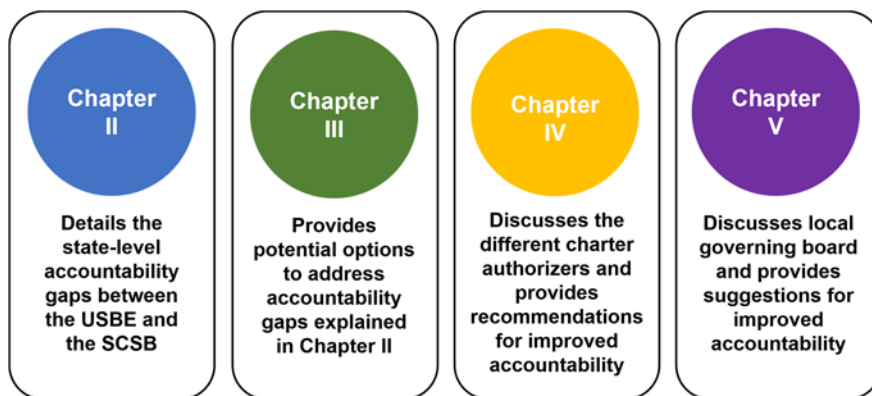 Chapter
II
Details the
state-level
accountability
gaps between
the USBE and
the SCSB
Chapter
III
Provides
potential options
to address
accountability
gaps explained
in Chapter II
Chapter
IV
Discusses the
different charter
authorizers and
provides
recommendations
for improved
accountability
Chapter
V
Discusses local
governing board
and provides
suggestions for
improved
accountability